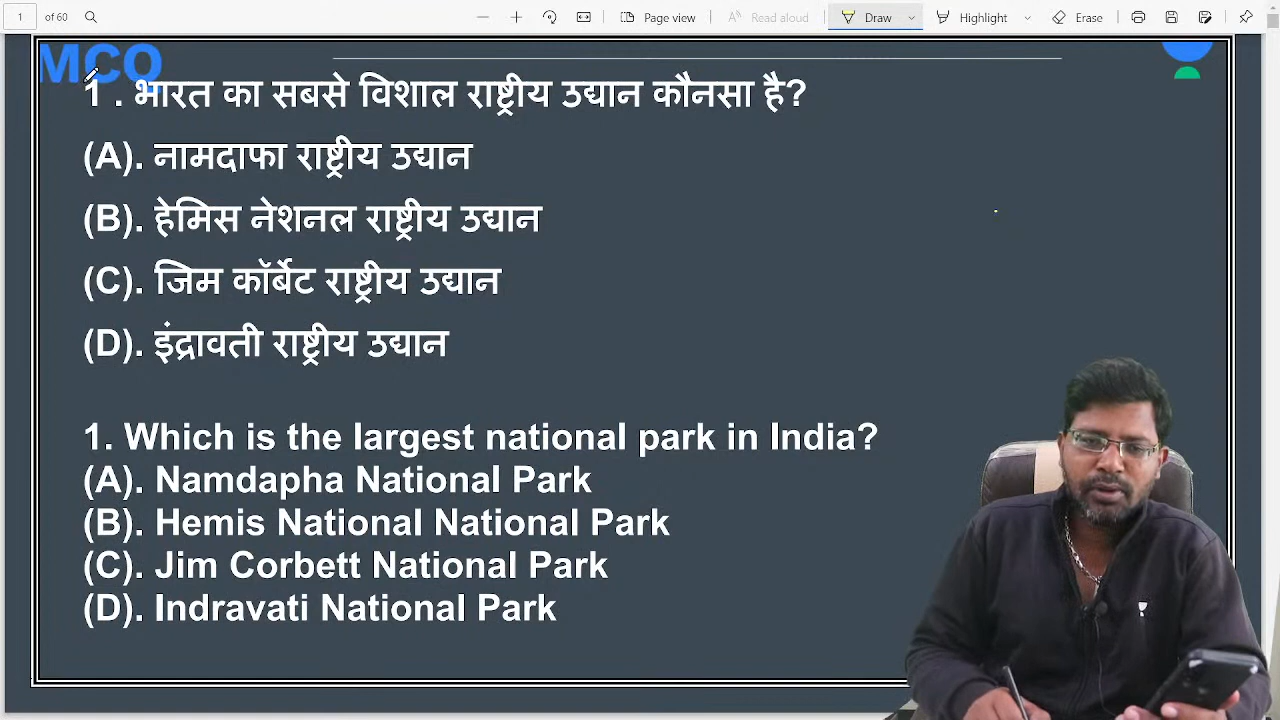 1 of 60 Page view Read aloud Draw Highlight Erase
MCQ
1 . भारत का सबसे विशाल राष्ट्रीय उद्यान कौनसा है?
(A). नामदाफा राष्ट्रीय उद्यान
(B). हेमिस नेशनल राष्ट्रीय उद्यान
(C). जिम कॉर्बेट राष्ट्रीय उद्यान
(D). इंद्रावती राष्ट्रीय उद्यान
1. Which is the largest national park in India?
(A). Namdapha National Park
(B). Hemis National National Park
(C). Jim Corbett National Park
(D). Indravati National Park